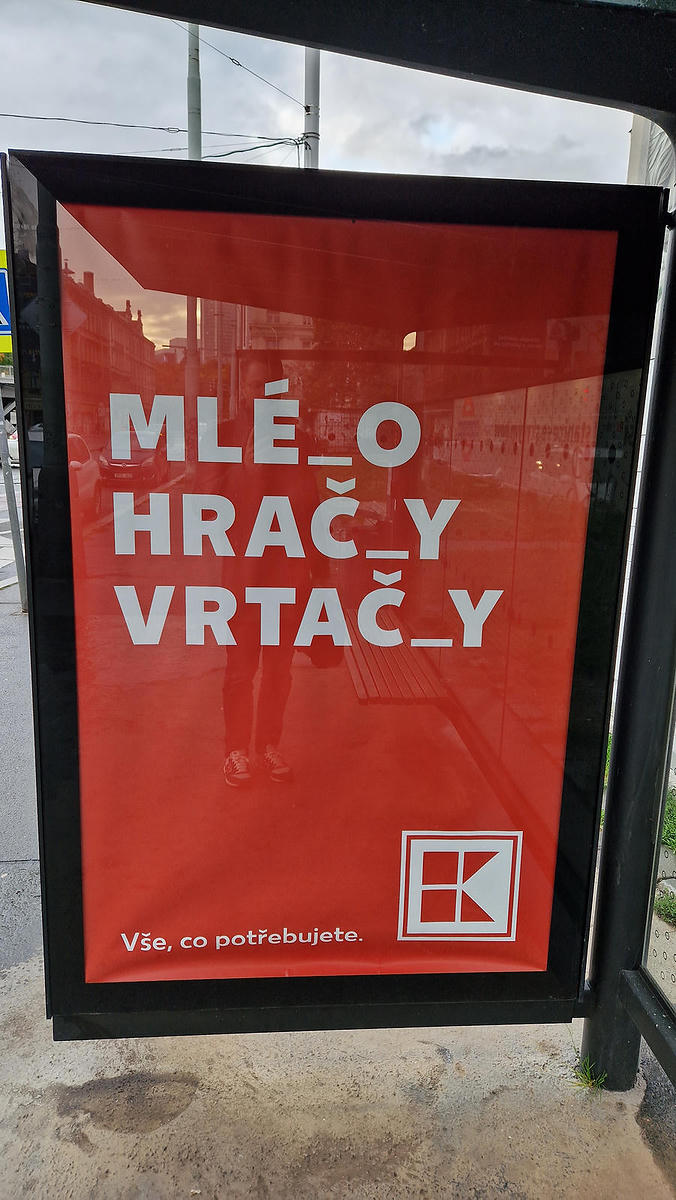 MLÉ_O
HRAČ_Y
VRTAČ_Y
Vše, co potřebujete.